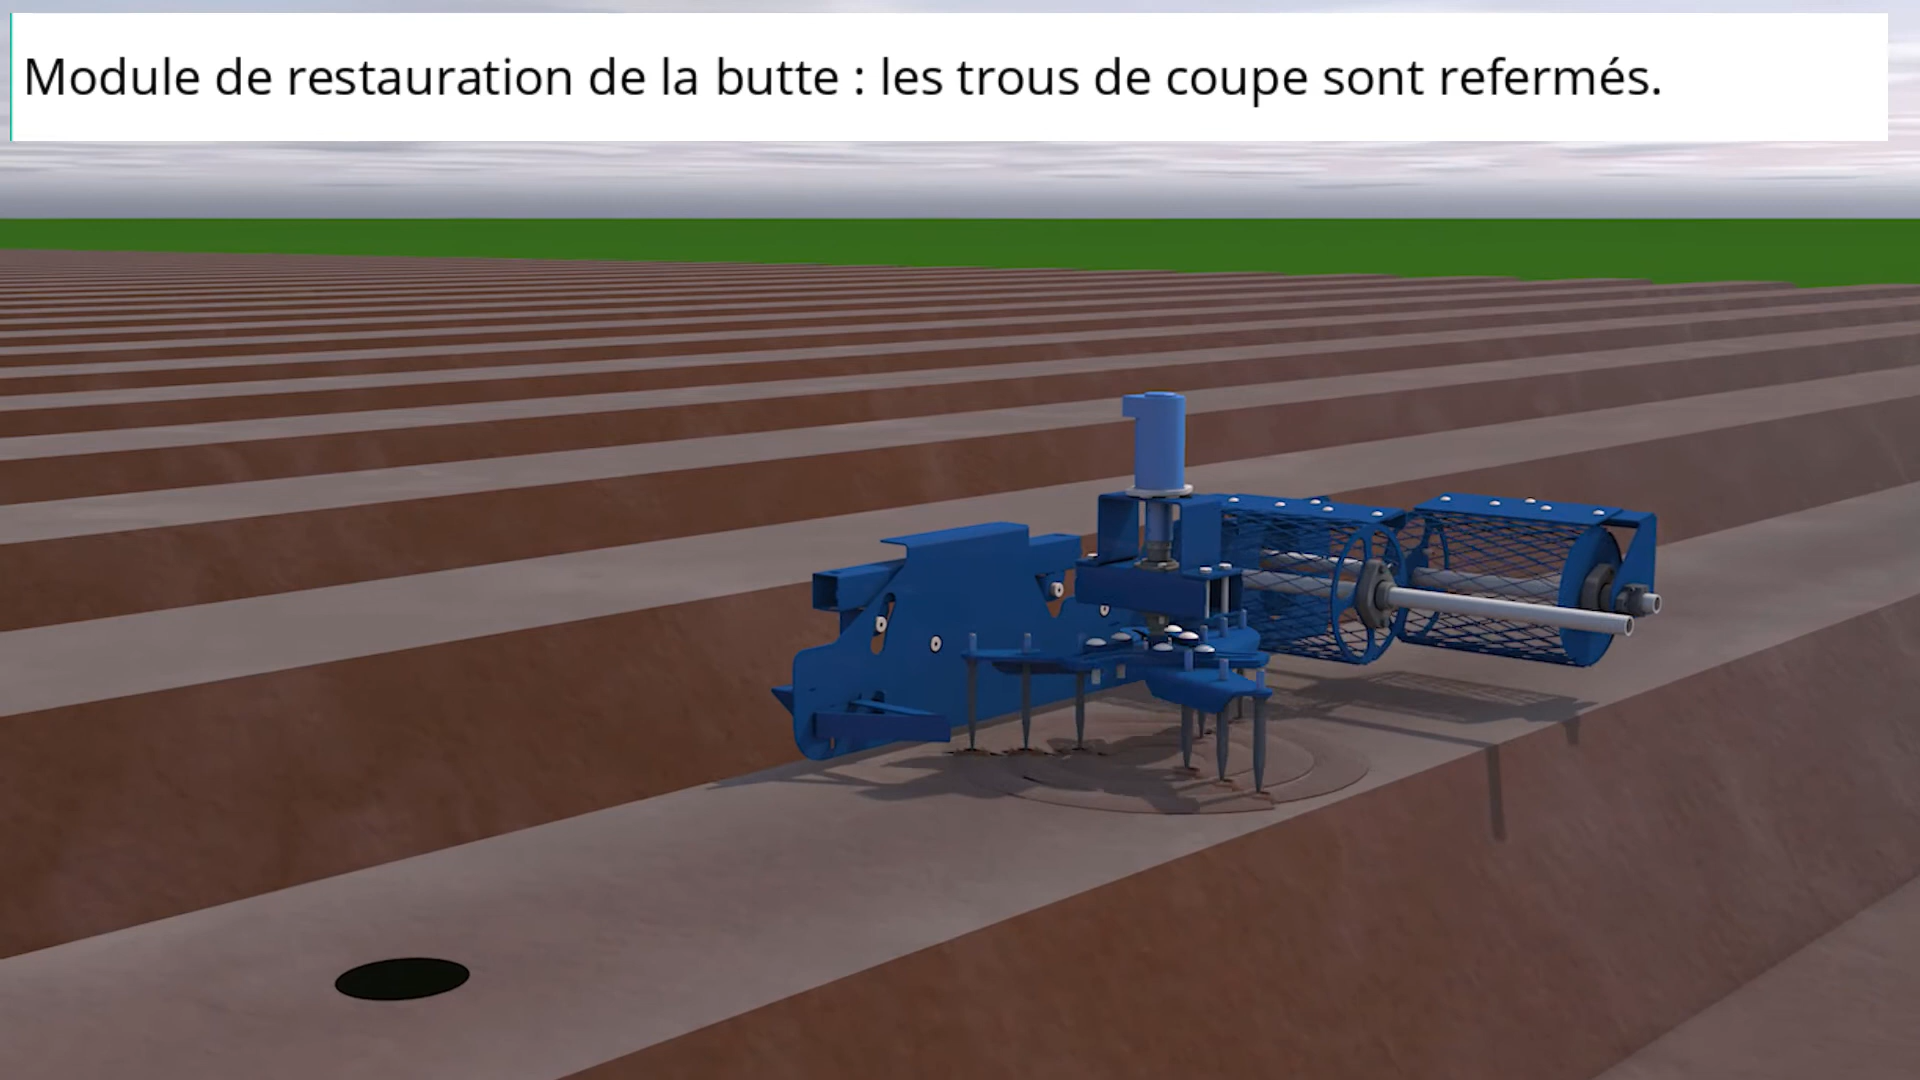 Module de restauration de la butte : les trous de coupe sont refermés.